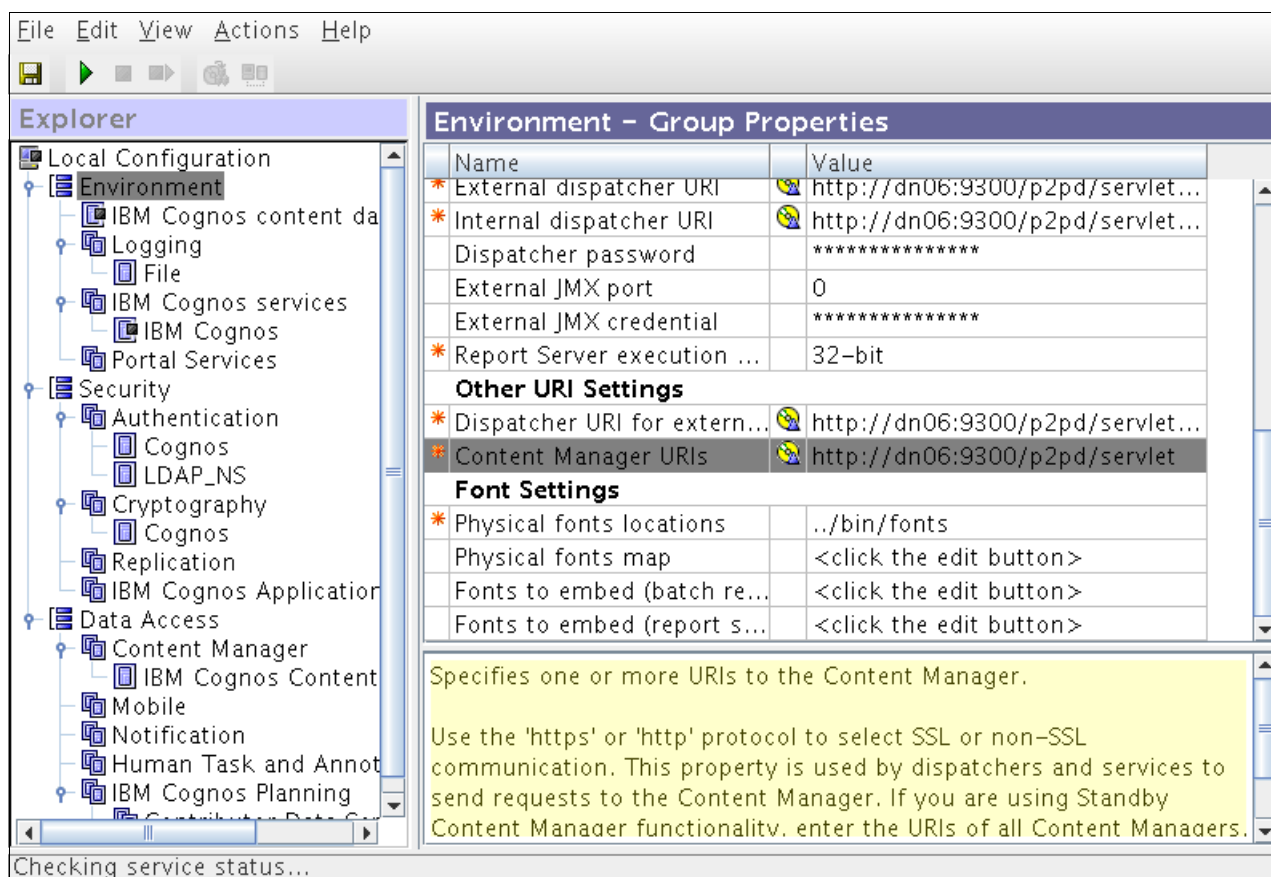 File Edit View Actions Help
Explorer
Local Configuration
Environment
IBM Cognos content da
Logging
File
IBM Cognos services
IBM Cognos
Portal Services
Security
Authentication
Cognos
LDAP_NS
Cryptography
Cognos
Replication
IBM Cognos Application
Data Access
Content Manager
IBM Cognos Content
Mobile
Notification
Human Task and Annot
IBM Cognos Planning
Contributor Data Ser
Environment – Group Properties
Name Value
* External dispatcher URI http://dn06:9300/p2pd/servlet...
* Internal dispatcher URI http://dn06:9300/p2pd/servlet...
Dispatcher password ***************
External JMX port 0
External JMX credential ***************
* Report Server execution ... 32–bit
Other URI Settings
* Dispatcher URI for extern... http://dn06:9300/p2pd/servlet...
* Content Manager URIs http://dn06:9300/p2pd/servlet
Font Settings
* Physical fonts locations ../bin/fonts
Physical fonts map <click the edit button>
Fonts to embed (batch re... <click the edit button>
Fonts to embed (report s... <click the edit button>
Specifies one or more URIs to the Content Manager.
Use the 'https' or 'http' protocol to select SSL or non–SSL
communication. This property is used by dispatchers and services to
send requests to the Content Manager. If you are using Standby
Content Manager functionality, enter the URIs of all Content Managers.
Checking service status...